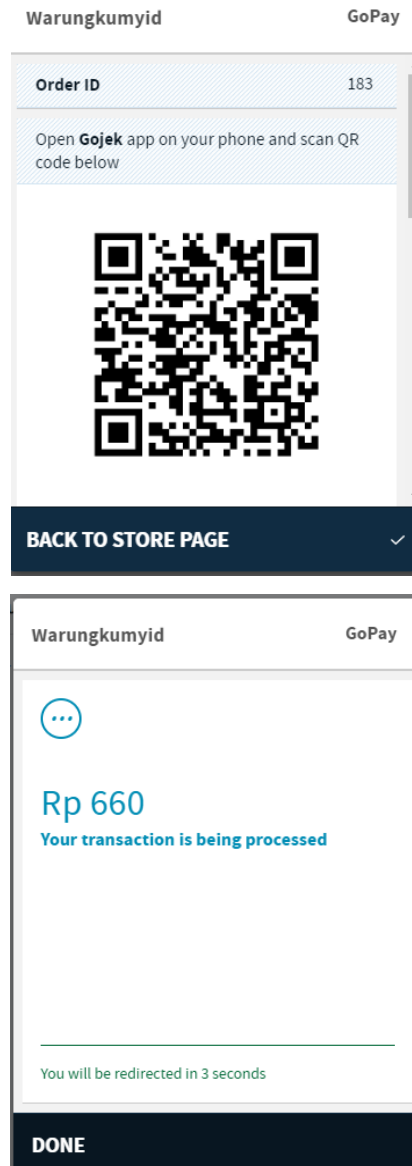 Warungkumyid GoPay
Order ID 183
Open Gojek app on your phone and scan QR
code below
BACK TO STORE PAGE
Warungkumyid GoPay
Rp 660
Your transaction is being processed
You will be redirected in 3 seconds
DONE